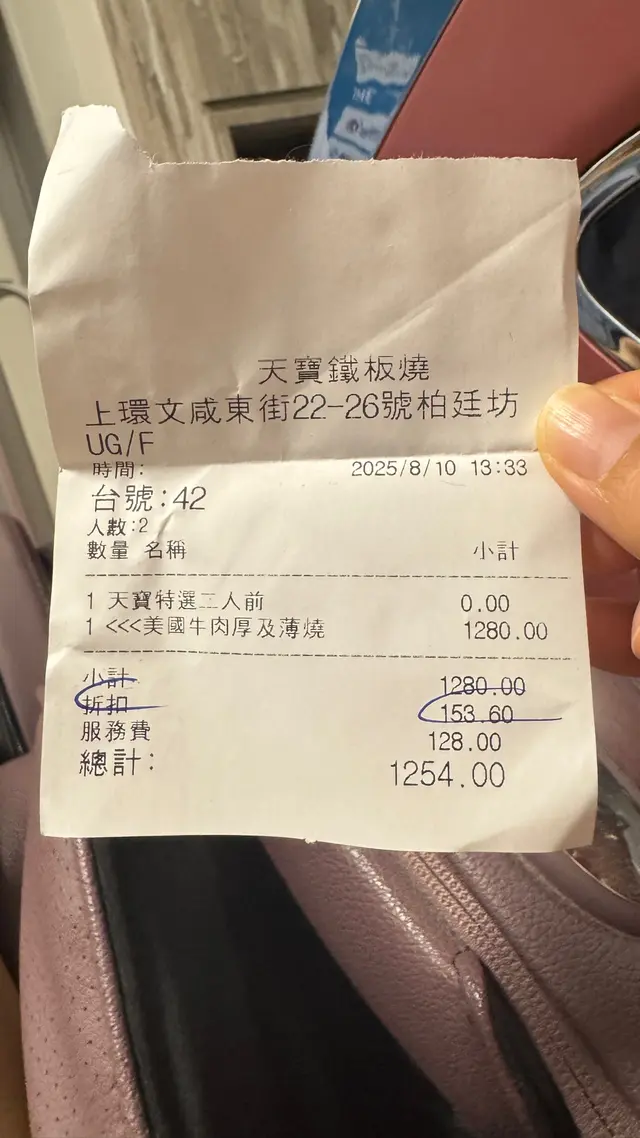 天寶鐵板燒
上環文咸東街22-26號柏廷坊
UG/F
時間: 2025/8/10 13:33
台號:42
人數:2
數量 名稱 小計
1 天寶特選二人前 0.00
1 <<<美國牛肉厚及薄燒 1280.00
小計 1280.00
折扣 153.60
服務費 128.00
總計: 1254.00